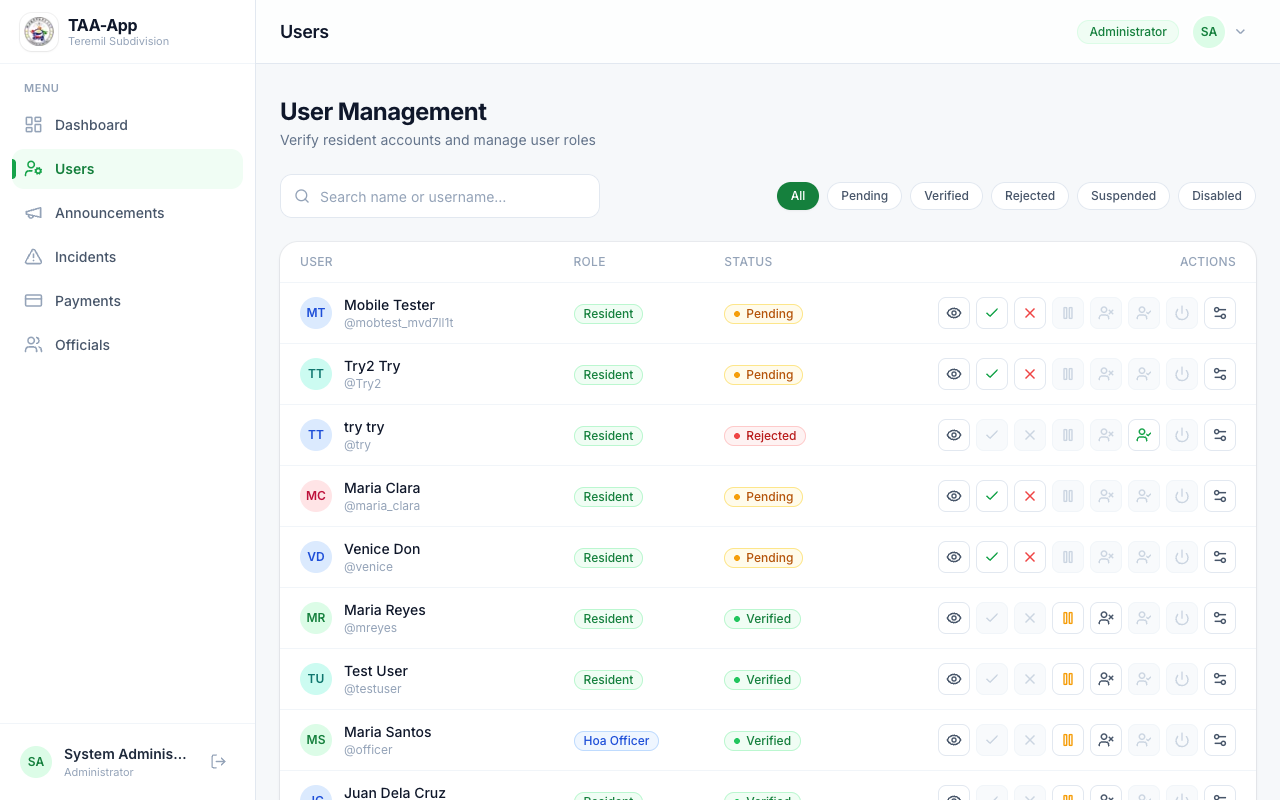 TAA-App
Teremil Subdivision
MENU
Dashboard
Users
Announcements
Incidents
Payments
Officials
SA
System Adminis...
Administrator
Users
Administrator
SA
User Management
Verify resident accounts and manage user roles
Search name or username...
All
Pending
Verified
Rejected
Suspended
Disabled
USER ROLE STATUS ACTIONS
MT Mobile Tester Resident Pending
@mobtest_mvd7ll1t
TT Try2 Try Resident Pending
@Try2
TT try try Resident Rejected
@try
MC Maria Clara Resident Pending
@maria_clara
VD Venice Don Resident Pending
@venice
MR Maria Reyes Resident Verified
@mreyes
TU Test User Resident Verified
@testuser
MS Maria Santos Hoa Officer Verified
@officer
JC Juan Dela Cruz Resident Verified